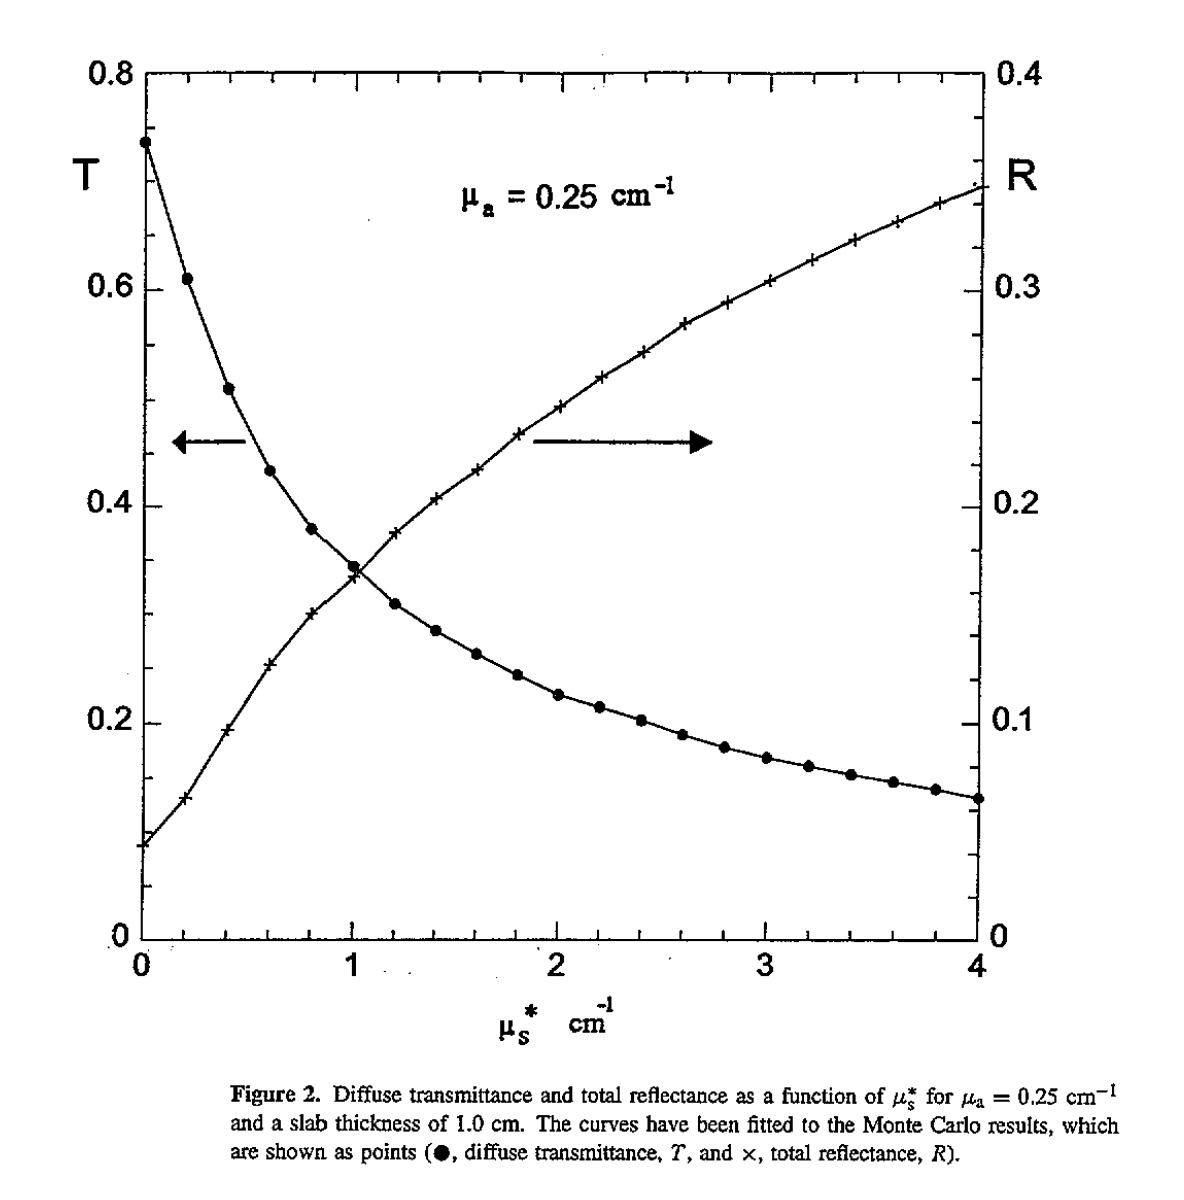 0.8
0.4
T
R
μa = 0.25 cm⁻¹
0.6
0.3
0.4
0.2
0.2
0.1
0
0
0
1
2
3
4
μs* cm⁻¹
Figure 2. Diffuse transmittance and total reflectance as a function of μs* for μa = 0.25 cm⁻¹
and a slab thickness of 1.0 cm. The curves have been fitted to the Monte Carlo results, which
are shown as points (●, diffuse transmittance, T, and ×, total reflectance, R).